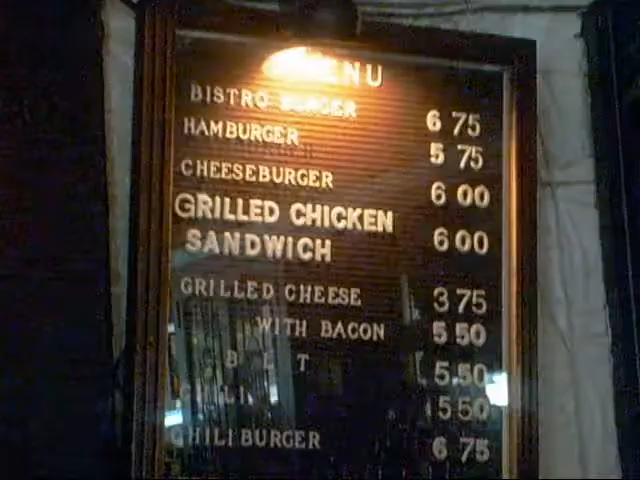 MENU
BISTRO BURGER 6 75
HAMBURGER 5 75
CHEESEBURGER 6 00
GRILLED CHICKEN
SANDWICH 6 00
GRILLED CHEESE 3 75
WITH BACON 5 50
B L T 5 50
CHILI 5 50
CHILI BURGER 6 75